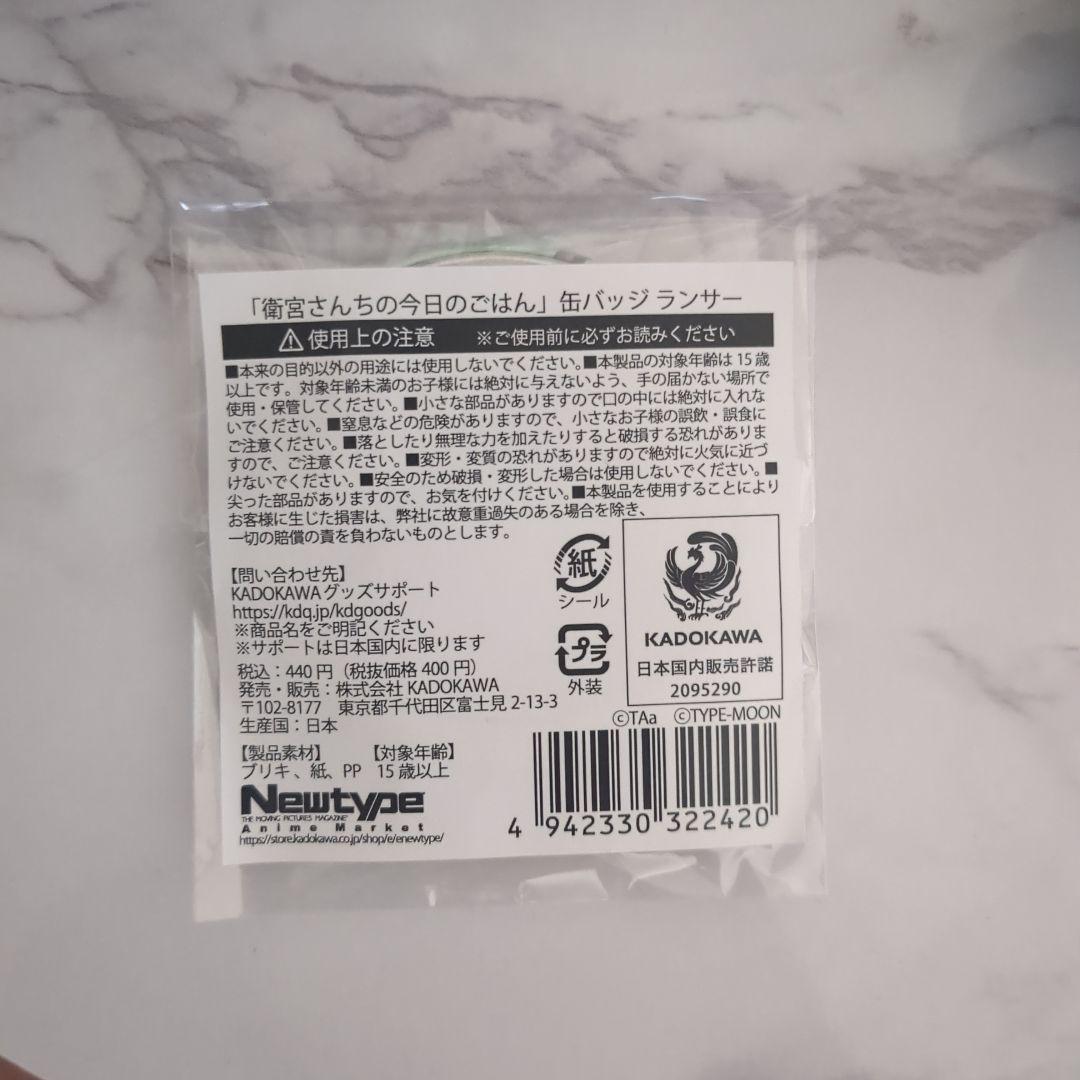 「衛宮さんちの今日のごはん」缶バッジ ランサー
⚠使用上の注意 ※ご使用前に必ずお読みください
■本来の目的以外の用途には使用しないでください。■本製品の対象年齢は15歳
以上です。対象年齢未満のお子様には絶対に与えないよう、手の届かない場所で
使用・保管してください。■小さな部品がありますので口の中には絶対に入れな
いでください。■窒息などの危険がありますので、小さなお子様の誤飲・誤食に
ご注意ください。■落としたり無理な力を加えたりすると破損する恐れがありま
すので、ご注意ください。■変形・変質の恐れがありますので絶対に火気に近づ
けないでください。■安全のため破損・変形した場合は使用しないでください。■
尖った部品がありますので、お気を付けください。■本製品を使用することにより
お客様に生じた損害は、弊社に故意重過失のある場合を除き、
一切の賠償の責を負わないものとします。
【問い合わせ先】
KADOKAWAグッズサポート
https://kdq.jp/kdgoods/
※商品名をご明記ください
※サポートは日本国内に限ります
税込:440円(税抜価格 400円)
発売・販売:株式会社 KADOKAWA
〒102-8177 東京都千代田区富士見 2-13-3
生産国:日本
紙
シール
プラ
外装
KADOKAWA
日本国内販売許諾
2095290
©TAa ©TYPE-MOON
【製品素材】 【対象年齢】
ブリキ、紙、PP 15歳以上
Newtype
THE MOVING PICTURES MAGAZINE
Anime Market
https://store.kadokawa.co.jp/shop/e/enewtype/
4 942330 322420